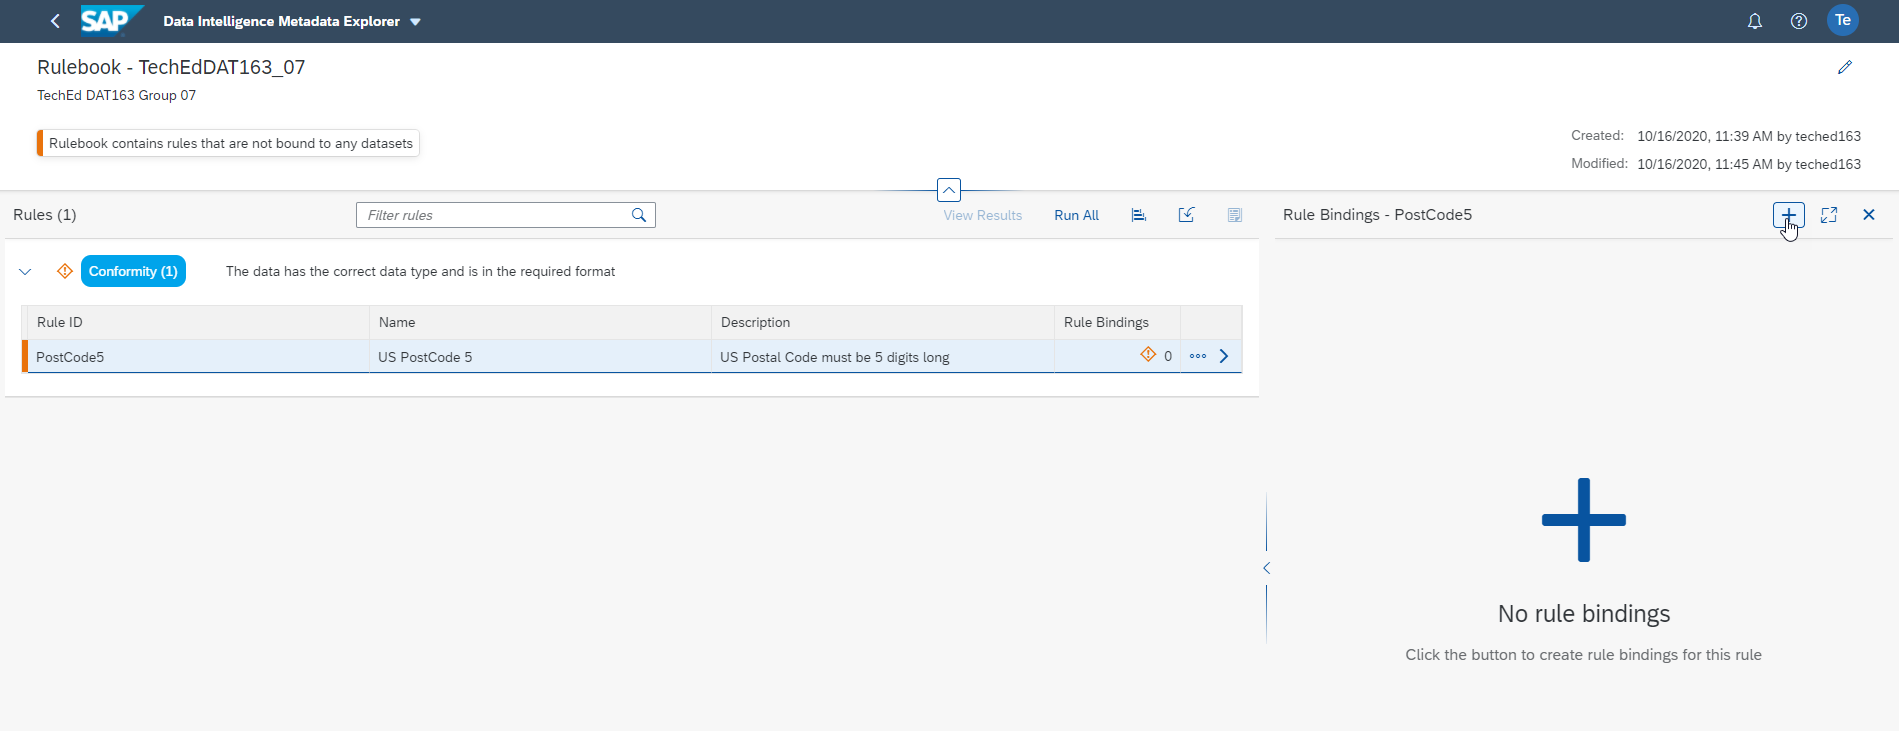 SAP Data Intelligence Metadata Explorer Te
Rulebook - TechEdDAT163_07
TechEd DAT163 Group 07
Rulebook contains rules that are not bound to any datasets
Created: 10/16/2020, 11:39 AM by teched163
Modified: 10/16/2020, 11:45 AM by teched163
Rules (1) Filter rules View Results Run All
Conformity (1) The data has the correct data type and is in the required format
Rule ID Name Description Rule Bindings
PostCode5 US PostCode 5 US Postal Code must be 5 digits long 0
Rule Bindings - PostCode5
No rule bindings
Click the button to create rule bindings for this rule